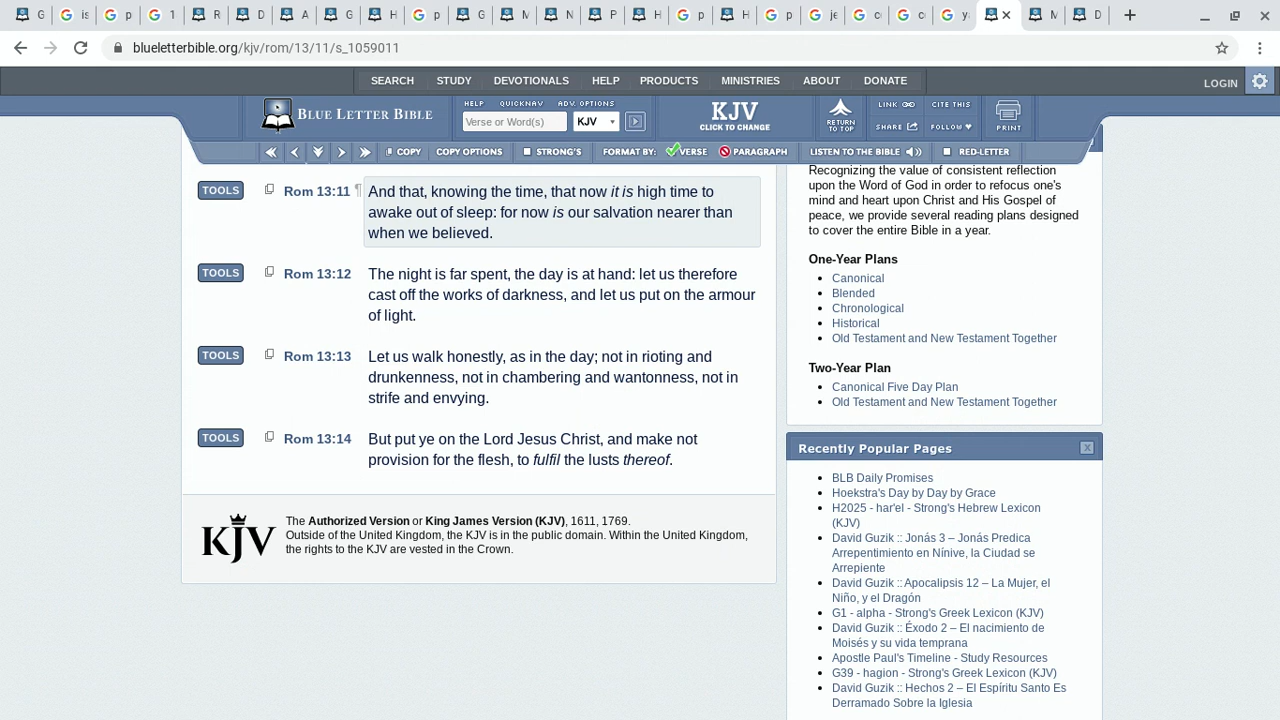 G
is
p
1
R
D
A
G
H
p
G
M
N
P
H
p
H
p
je
c
c
y
M
D
blueletterbible.org/kjv/rom/13/11/s_1059011
SEARCH STUDY DEVOTIONALS HELP PRODUCTS MINISTRIES ABOUT DONATE
LOGIN
BLUE LETTER BIBLE
HELP QUICKNAV ADV. OPTIONS
Verse or Word(s) KJV
KJV
CLICK TO CHANGE
RETURN
TO TOP
LINK CITE THIS
SHARE FOLLOW
PRINT
COPY COPY OPTIONS STRONG'S FORMAT BY: VERSE PARAGRAPH LISTEN TO THE BIBLE RED-LETTER
TOOLS Rom 13:11 ¶ And that, knowing the time, that now it is high time to
awake out of sleep: for now is our salvation nearer than
when we believed.
TOOLS Rom 13:12 The night is far spent, the day is at hand: let us therefore
cast off the works of darkness, and let us put on the armour
of light.
TOOLS Rom 13:13 Let us walk honestly, as in the day; not in rioting and
drunkenness, not in chambering and wantonness, not in
strife and envying.
TOOLS Rom 13:14 But put ye on the Lord Jesus Christ, and make not
provision for the flesh, to fulfil the lusts thereof.
KJV
The Authorized Version or King James Version (KJV), 1611, 1769.
Outside of the United Kingdom, the KJV is in the public domain. Within the United Kingdom,
the rights to the KJV are vested in the Crown.
Recognizing the value of consistent reflection
upon the Word of God in order to refocus one's
mind and heart upon Christ and His Gospel of
peace, we provide several reading plans designed
to cover the entire Bible in a year.
One-Year Plans
Canonical
Blended
Chronological
Historical
Old Testament and New Testament Together
Two-Year Plan
Canonical Five Day Plan
Old Testament and New Testament Together
Recently Popular Pages X
BLB Daily Promises
Hoekstra's Day by Day by Grace
H2025 - har'el - Strong's Hebrew Lexicon
(KJV)
David Guzik :: Jonás 3 – Jonás Predica
Arrepentimiento en Nínive, la Ciudad se
Arrepiente
David Guzik :: Apocalipsis 12 – La Mujer, el
Niño, y el Dragón
G1 - alpha - Strong's Greek Lexicon (KJV)
David Guzik :: Éxodo 2 – El nacimiento de
Moisés y su vida temprana
Apostle Paul's Timeline - Study Resources
G39 - hagion - Strong's Greek Lexicon (KJV)
David Guzik :: Hechos 2 – El Espíritu Santo Es
Derramado Sobre la Iglesia